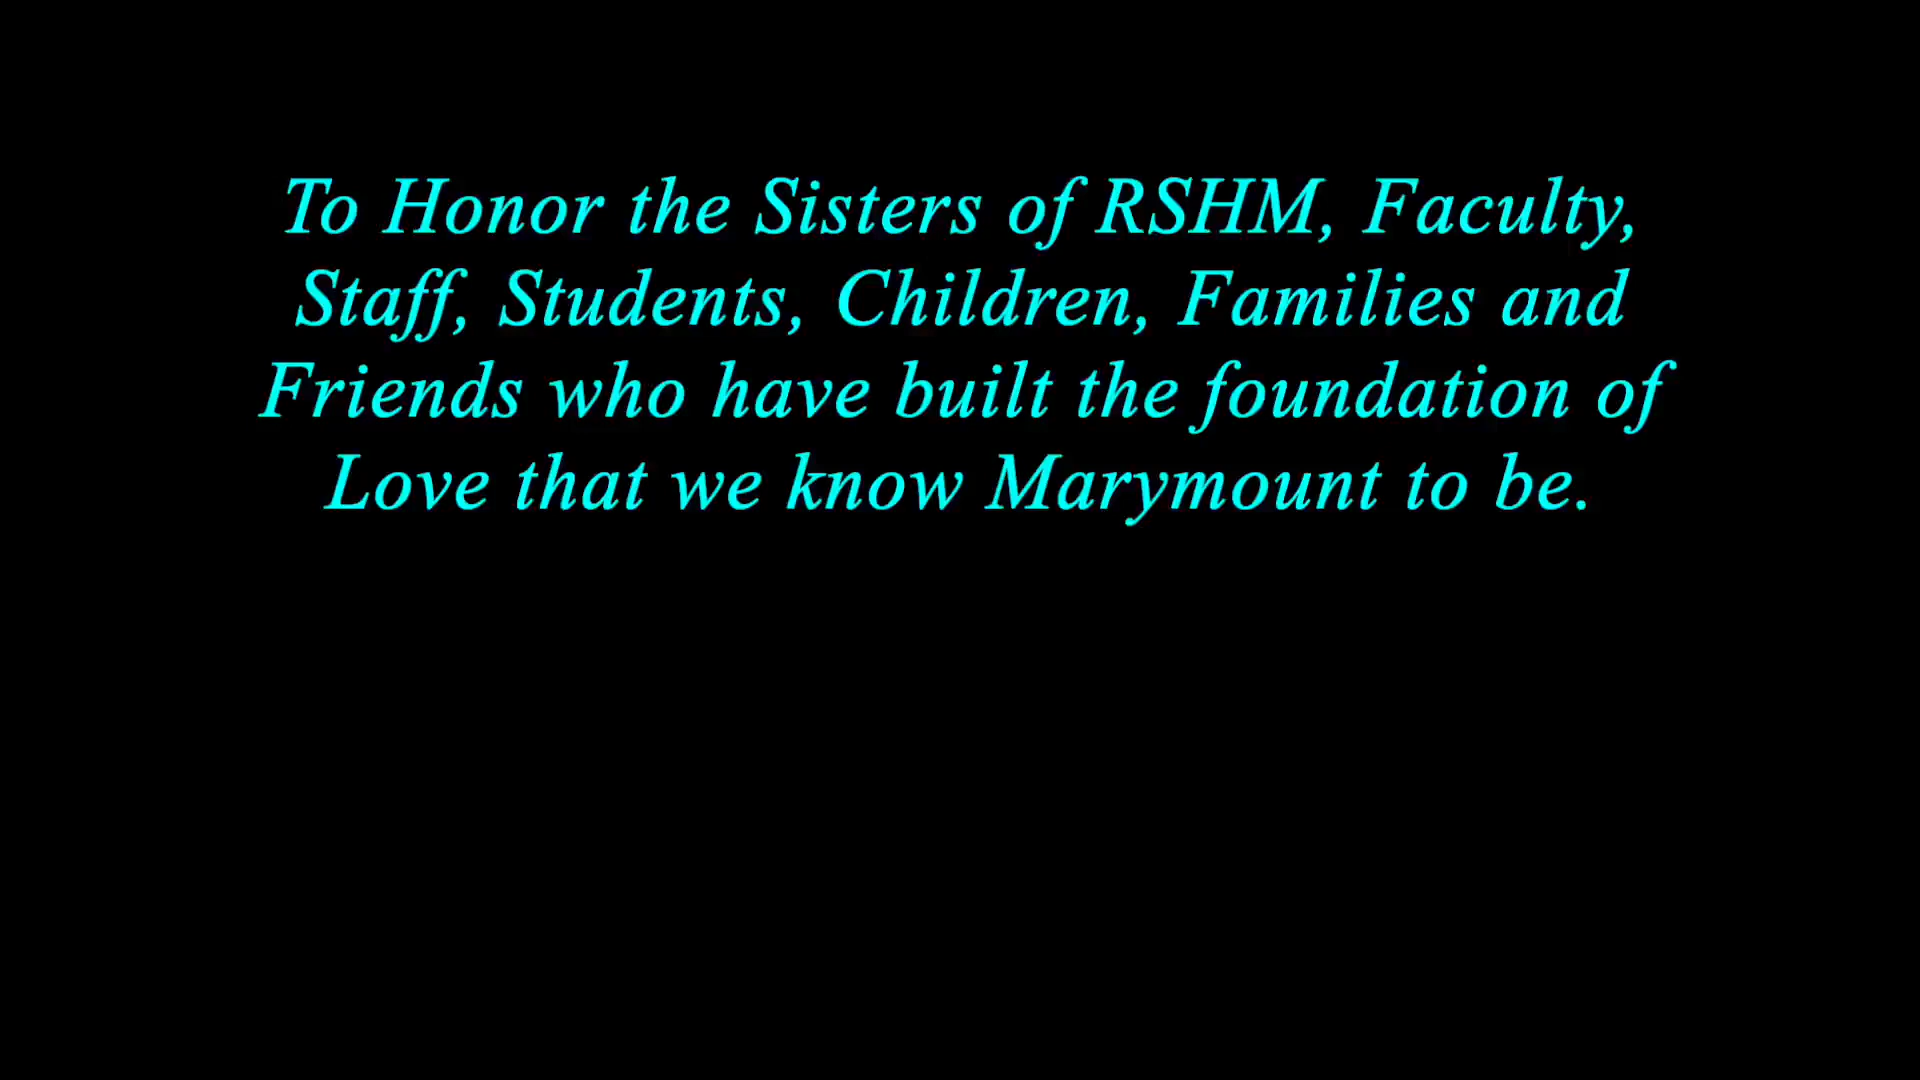 To Honor the Sisters of RSHM, Faculty,
Staff, Students, Children, Families and
Friends who have built the foundation of
Love that we know Marymount to be.